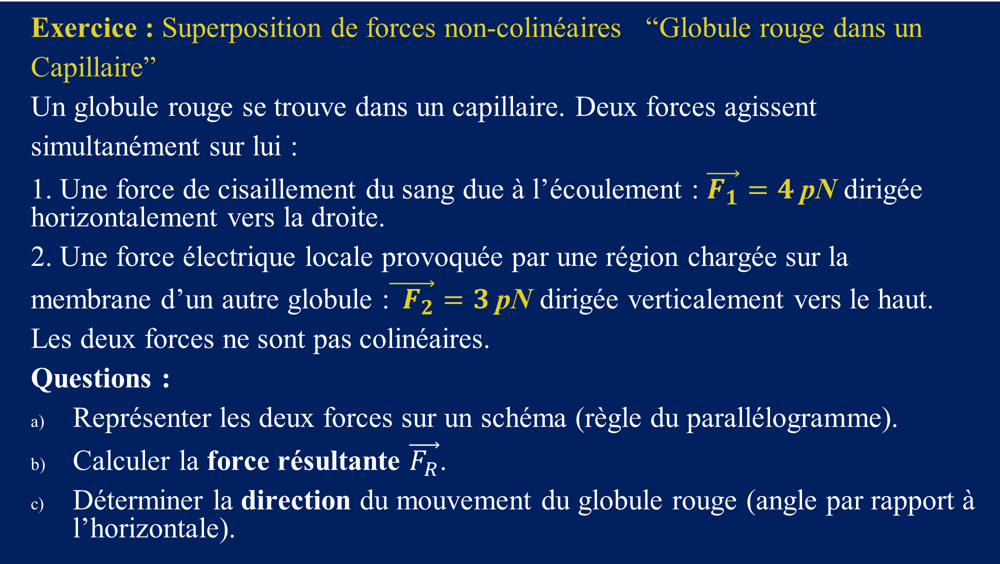 Exercice : Superposition de forces non-colinéaires “Globule rouge dans un
Capillaire”
Un globule rouge se trouve dans un capillaire. Deux forces agissent
simultanément sur lui :
1. Une force de cisaillement du sang due à l’écoulement : $\overrightarrow{F_1} = 4\,pN$ dirigée
horizontalement vers la droite.
2. Une force électrique locale provoquée par une région chargée sur la
membrane d’un autre globule : $\overrightarrow{F_2} = 3\,pN$ dirigée verticalement vers le haut.
Les deux forces ne sont pas colinéaires.
Questions :
a) Représenter les deux forces sur un schéma (règle du parallélogramme).
b) Calculer la force résultante $\overrightarrow{F_R}$.
c) Déterminer la direction du mouvement du globule rouge (angle par rapport à
l’horizontale).